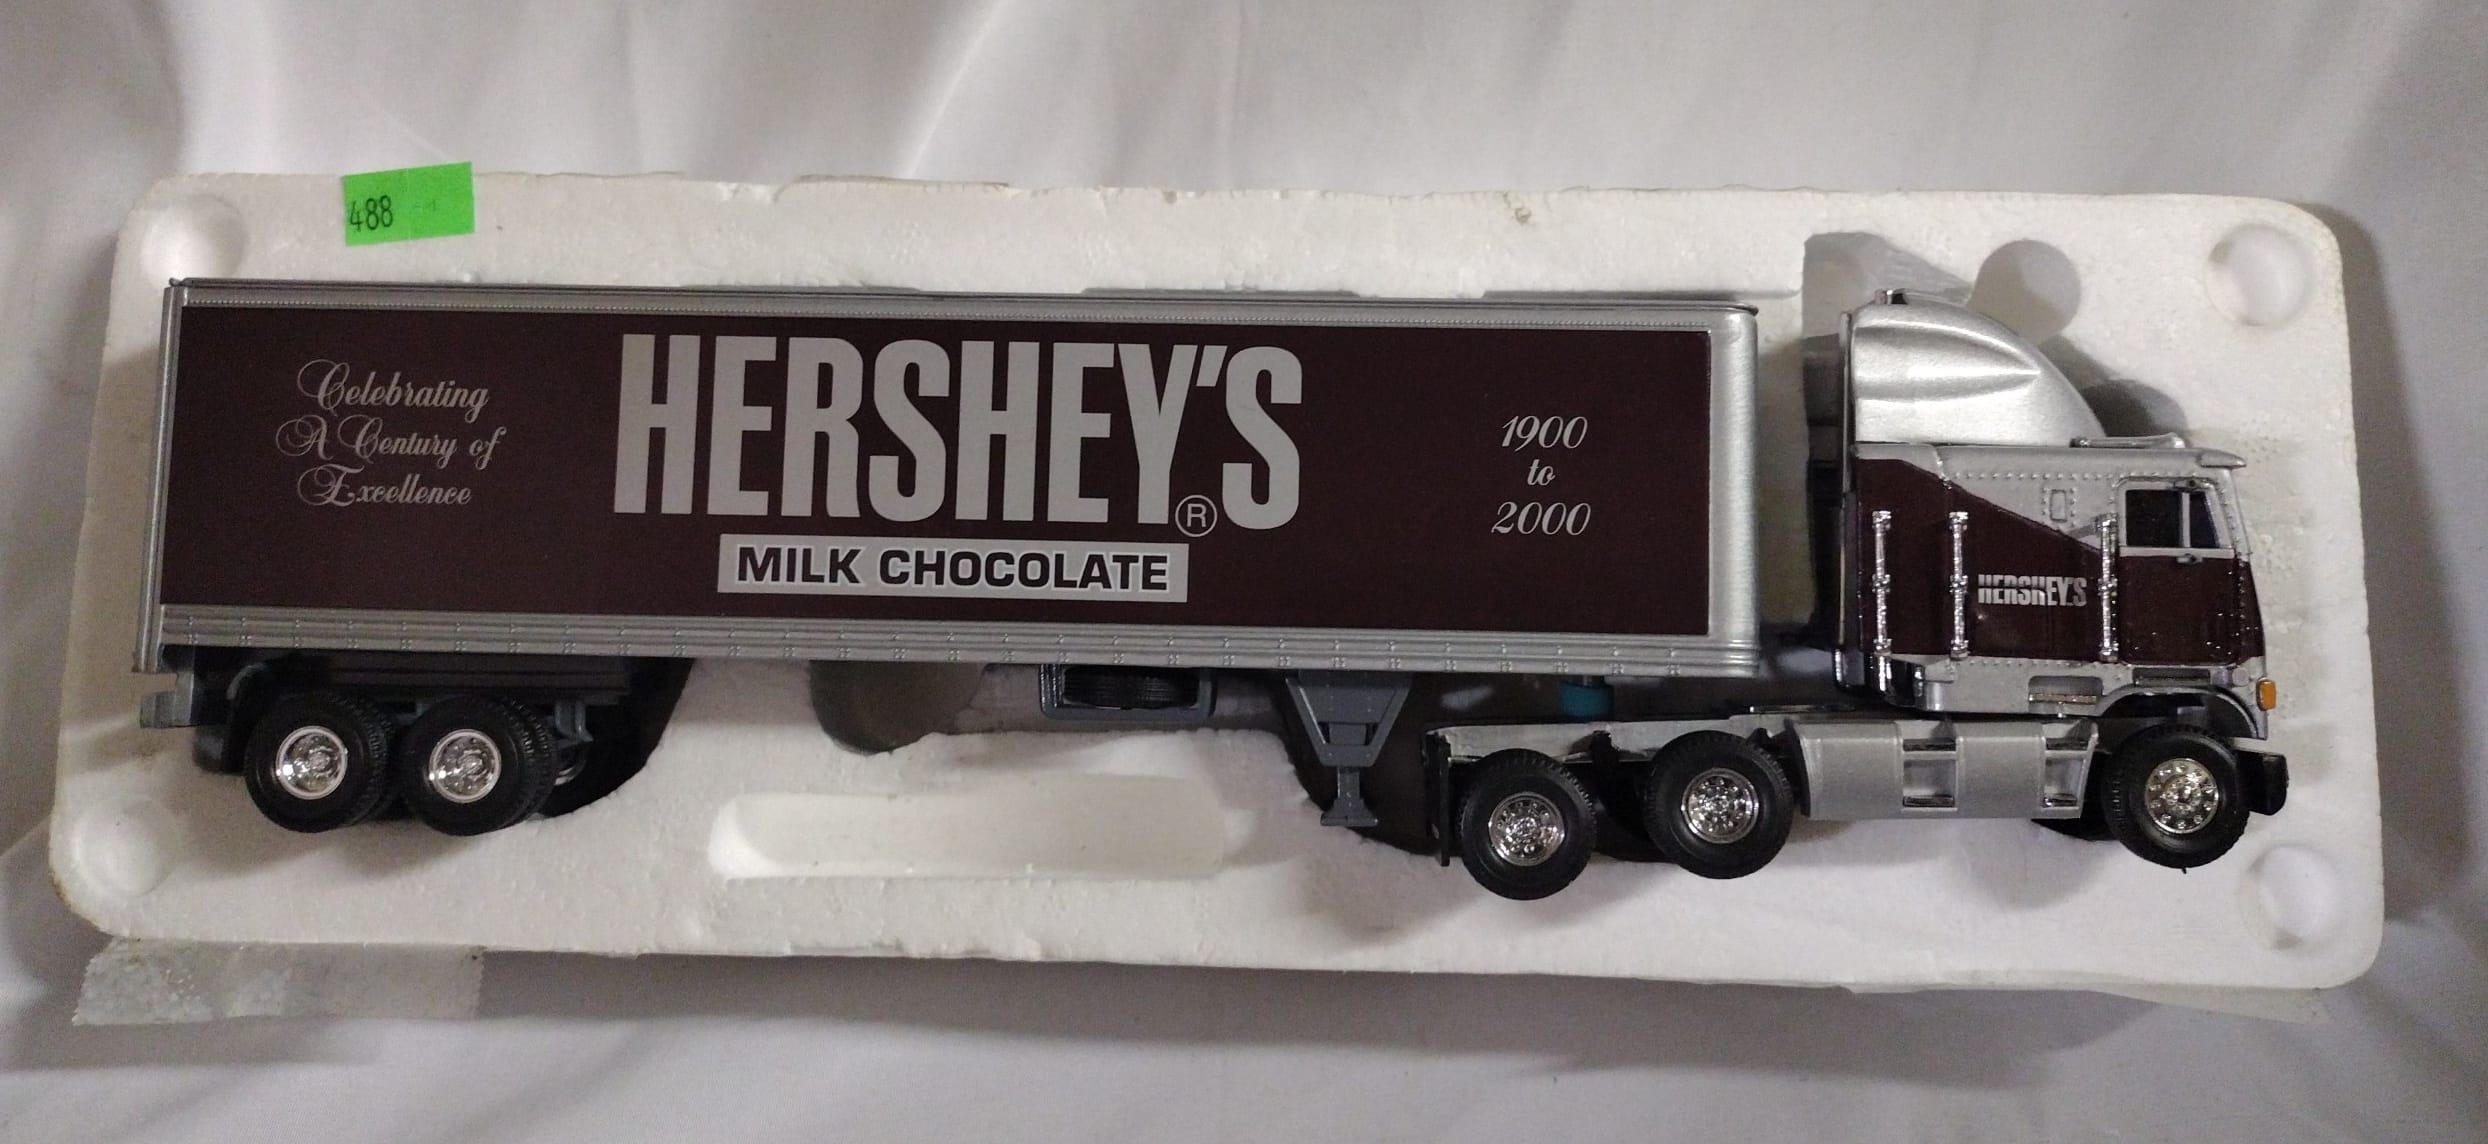 488
Celebrating
A Century of
Excellence
HERSHEY'S
®
MILK CHOCOLATE
1900
to
2000
HERSHEY'S